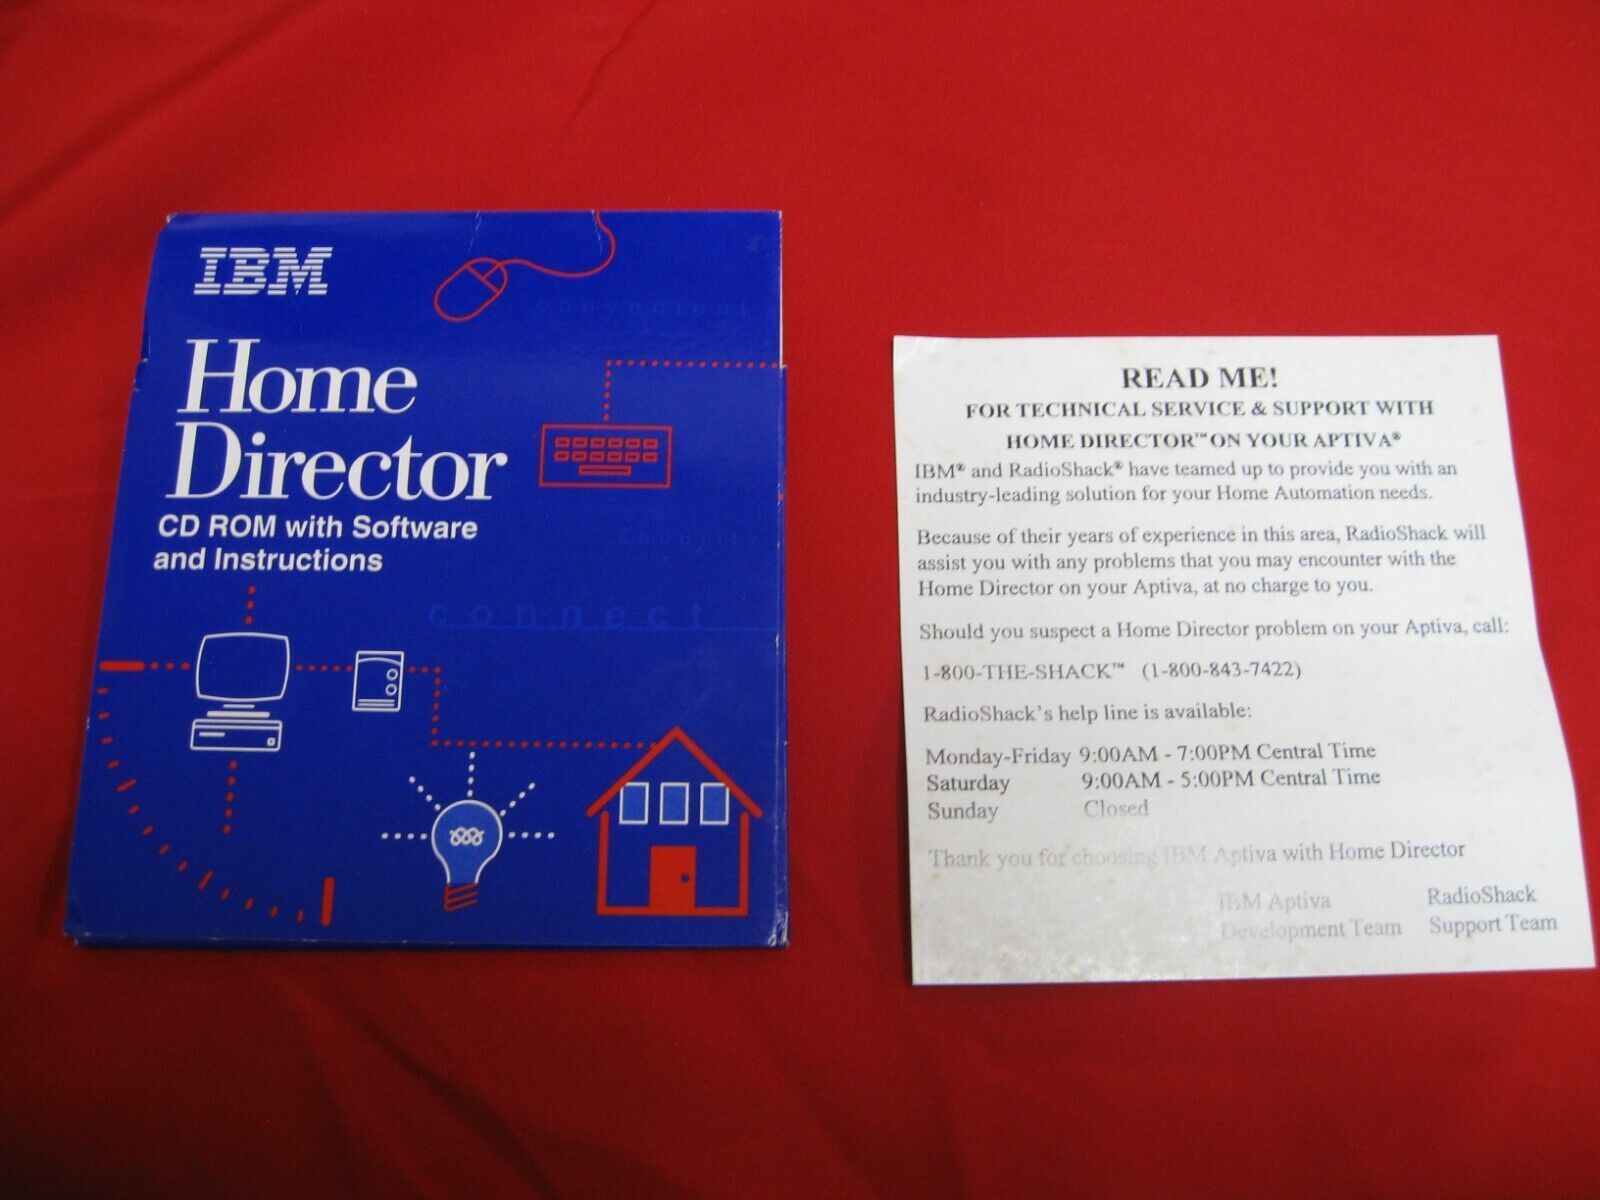 IBM
convenient
Home
Director
CD ROM with Software
and Instructions
connect
READ ME!
FOR TECHNICAL SERVICE & SUPPORT WITH
HOME DIRECTOR™ ON YOUR APTIVA®
IBM® and RadioShack® have teamed up to provide you with an
industry-leading solution for your Home Automation needs.
Because of their years of experience in this area, RadioShack will
assist you with any problems that you may encounter with the
Home Director on your Aptiva, at no charge to you.
Should you suspect a Home Director problem on your Aptiva, call:
1-800-THE-SHACK™ (1-800-843-7422)
RadioShack's help line is available:
Monday-Friday 9:00AM - 7:00PM Central Time
Saturday 9:00AM - 5:00PM Central Time
Sunday Closed
Thank you for choosing IBM Aptiva with Home Director
IBM Aptiva RadioShack
Development Team Support Team